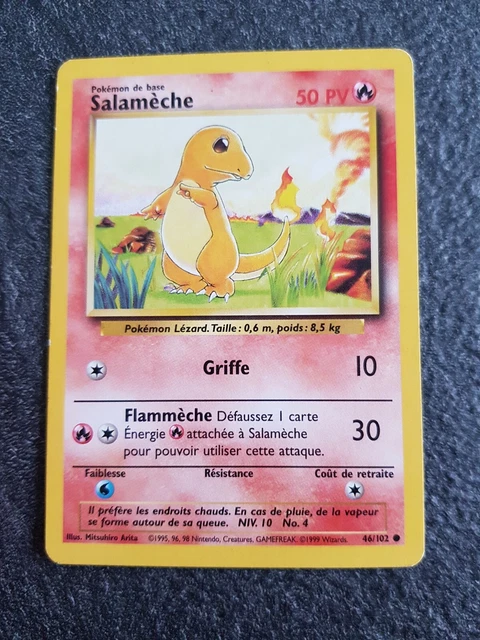 Pokémon de base
Salamèche
50 PV
Pokémon Lézard. Taille : 0,6 m, poids : 8,5 kg
Griffe 10
Flammèche Défaussez 1 carte
Énergie attachée à Salamèche
pour pouvoir utiliser cette attaque.
30
Faiblesse Résistance Coût de retraite
Il préfère les endroits chauds. En cas de pluie, de la vapeur
se forme autour de sa queue. NIV. 10 No. 4
Illus. Mitsuhiro Arita ©1995, 96, 98 Nintendo, Creatures, GAMEFREAK. ©1999 Wizards. 46/102